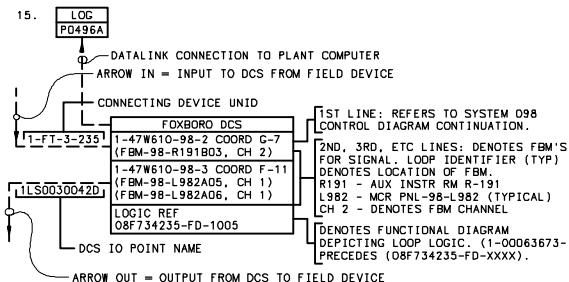 15.
LOG
P0496A
DATALINK CONNECTION TO PLANT COMPUTER
ARROW IN = INPUT TO DCS FROM FIELD DEVICE
CONNECTING DEVICE UNID
1-FT-3-235
FOXBORO DCS
1-47W610-98-2 COORD G-7
(FBM-98-R191B03, CH 2)
1-47W610-98-3 COORD F-11
(FBM-98-L982A05, CH 1)
(FBM-98-L982A06, CH 1)
LOGIC REF
08F734235-FD-1005
1LS0030042D
DCS IO POINT NAME
ARROW OUT = OUTPUT FROM DCS TO FIELD DEVICE
1ST LINE: REFERS TO SYSTEM 098
CONTROL DIAGRAM CONTINUATION.
2ND, 3RD, ETC LINES: DENOTES FBM'S
FOR SIGNAL. LOOP IDENTIFIER (TYP)
DENOTES LOCATION OF FBM.
R191 - AUX INSTR RM R-191
L982 - MCR PNL-98-L982 (TYPICAL)
CH 2 - DENOTES FBM CHANNEL
DENOTES FUNCTIONAL DIAGRAM
DEPICTING LOOP LOGIC. (1-00063673-
PRECEDES (08F734235-FD-XXXX).